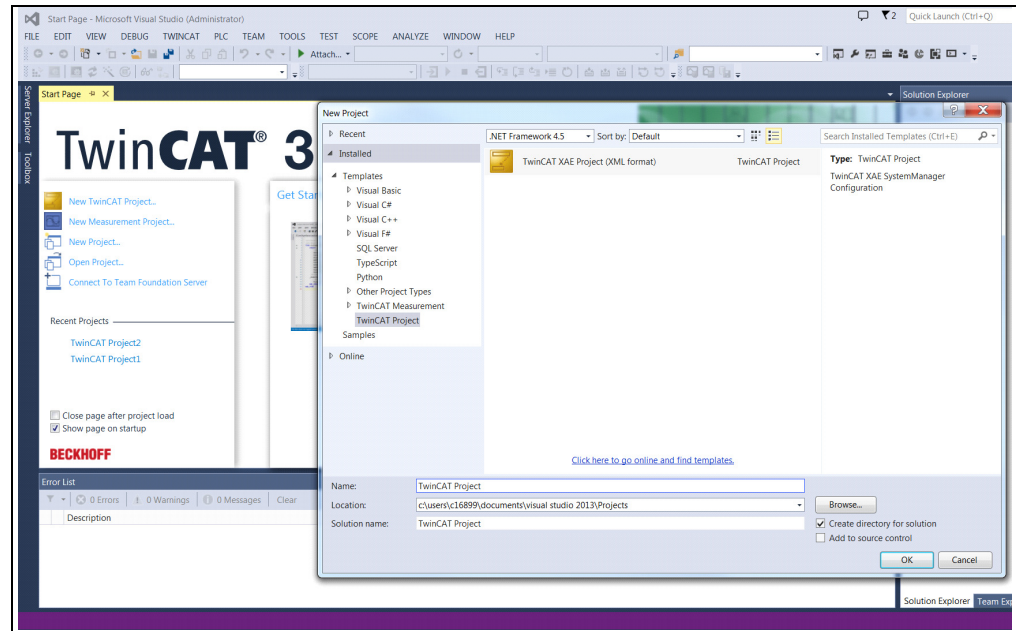 Start Page - Microsoft Visual Studio (Administrator)
2
Quick Launch (Ctrl+Q)
FILE EDIT VIEW DEBUG TWINCAT PLC TEAM TOOLS TEST SCOPE ANALYZE WINDOW HELP
Attach...
Server Explorer
Toolbox
Start Page
Solution Explorer
TwinCAT® 3
New TwinCAT Project...
New Measurement Project...
New Project...
Open Project...
Connect To Team Foundation Server
Recent Projects
TwinCAT Project2
TwinCAT Project1
Close page after project load
Show page on startup
BECKHOFF
Get Star
New Project
Recent
Installed
Templates
Visual Basic
Visual C#
Visual C++
Visual F#
SQL Server
TypeScript
Python
Other Project Types
TwinCAT Measurement
TwinCAT Project
Samples
Online
.NET Framework 4.5 Sort by: Default
Search Installed Templates (Ctrl+E)
TwinCAT XAE Project (XML format) TwinCAT Project
Type: TwinCAT Project
TwinCAT XAE SystemManager
Configuration
Click here to go online and find templates.
Name: TwinCAT Project
Location: c:\users\c16899\documents\visual studio 2013\Projects
Browse...
Solution name: TwinCAT Project
Create directory for solution
Add to source control
OK Cancel
Error List
0 Errors 0 Warnings 0 Messages Clear
Description
Solution Explorer Team Exp